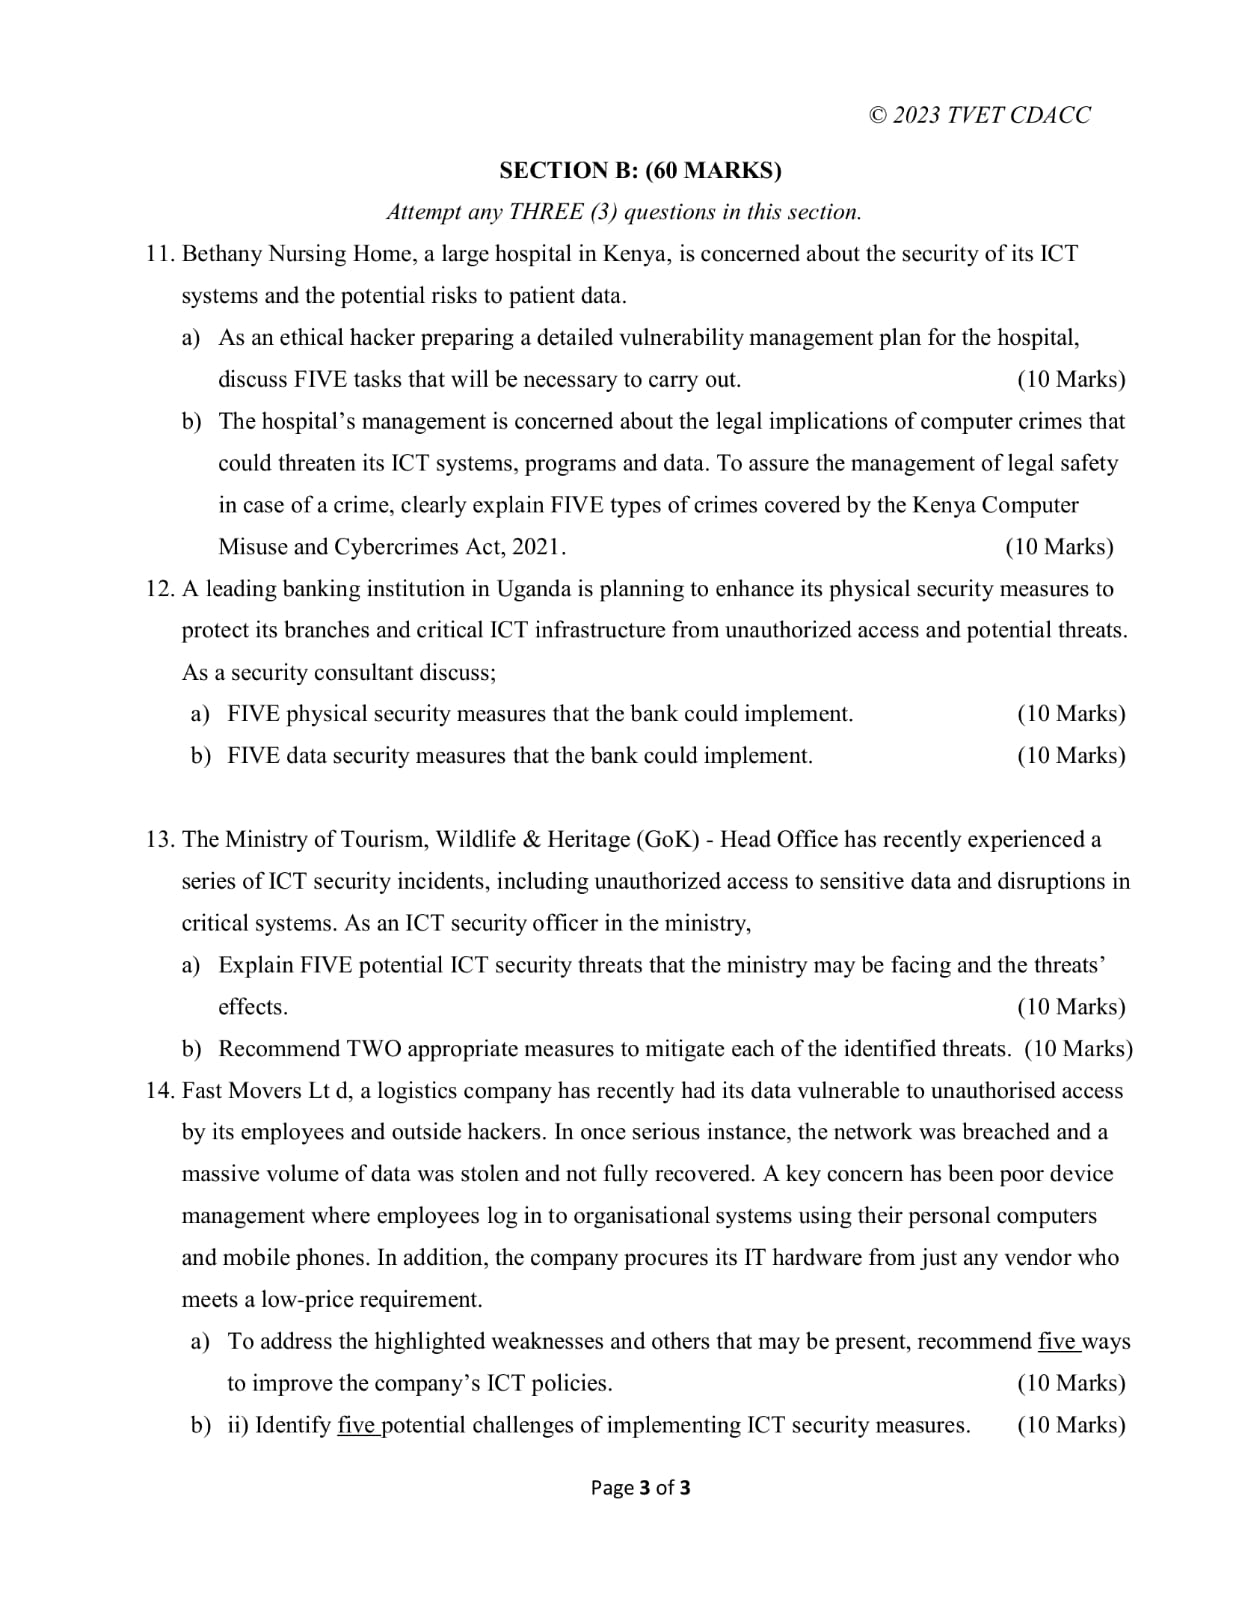 © 2023 TVET CDACC
SECTION B: (60 MARKS)
Attempt any THREE (3) questions in this section.
11. Bethany Nursing Home, a large hospital in Kenya, is concerned about the security of its ICT
systems and the potential risks to patient data.
a) As an ethical hacker preparing a detailed vulnerability management plan for the hospital,
discuss FIVE tasks that will be necessary to carry out. (10 Marks)
b) The hospital’s management is concerned about the legal implications of computer crimes that
could threaten its ICT systems, programs and data. To assure the management of legal safety
in case of a crime, clearly explain FIVE types of crimes covered by the Kenya Computer
Misuse and Cybercrimes Act, 2021. (10 Marks)
12. A leading banking institution in Uganda is planning to enhance its physical security measures to
protect its branches and critical ICT infrastructure from unauthorized access and potential threats.
As a security consultant discuss;
a) FIVE physical security measures that the bank could implement. (10 Marks)
b) FIVE data security measures that the bank could implement. (10 Marks)
13. The Ministry of Tourism, Wildlife & Heritage (GoK) - Head Office has recently experienced a
series of ICT security incidents, including unauthorized access to sensitive data and disruptions in
critical systems. As an ICT security officer in the ministry,
a) Explain FIVE potential ICT security threats that the ministry may be facing and the threats’
effects. (10 Marks)
b) Recommend TWO appropriate measures to mitigate each of the identified threats. (10 Marks)
14. Fast Movers Lt d, a logistics company has recently had its data vulnerable to unauthorised access
by its employees and outside hackers. In once serious instance, the network was breached and a
massive volume of data was stolen and not fully recovered. A key concern has been poor device
management where employees log in to organisational systems using their personal computers
and mobile phones. In addition, the company procures its IT hardware from just any vendor who
meets a low-price requirement.
a) To address the highlighted weaknesses and others that may be present, recommend five ways
to improve the company’s ICT policies. (10 Marks)
b) ii) Identify five potential challenges of implementing ICT security measures. (10 Marks)
Page 3 of 3